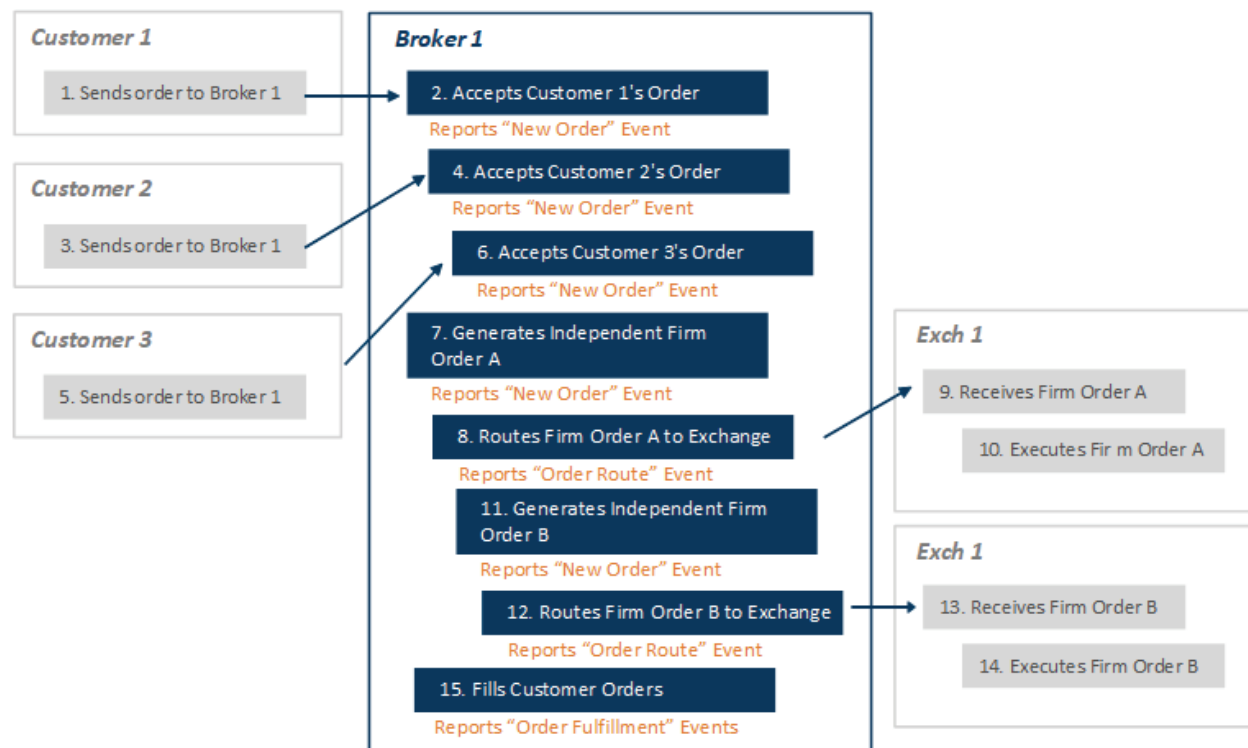 Customer 1
1. Sends order to Broker 1
Customer 2
3. Sends order to Broker 1
Customer 3
5. Sends order to Broker 1
Broker 1
2. Accepts Customer 1's Order
Reports “New Order” Event
4. Accepts Customer 2's Order
Reports “New Order” Event
6. Accepts Customer 3's Order
Reports “New Order” Event
7. Generates Independent Firm
Order A
Reports “New Order” Event
8. Routes Firm Order A to Exchange
Reports “Order Route” Event
11. Generates Independent Firm
Order B
Reports “New Order” Event
12. Routes Firm Order B to Exchange
Reports “Order Route” Event
15. Fills Customer Orders
Reports “Order Fulfillment” Events
Exch 1
9. Receives Firm Order A
10. Executes Fir m Order A
Exch 1
13. Receives Firm Order B
14. Executes Firm Order B